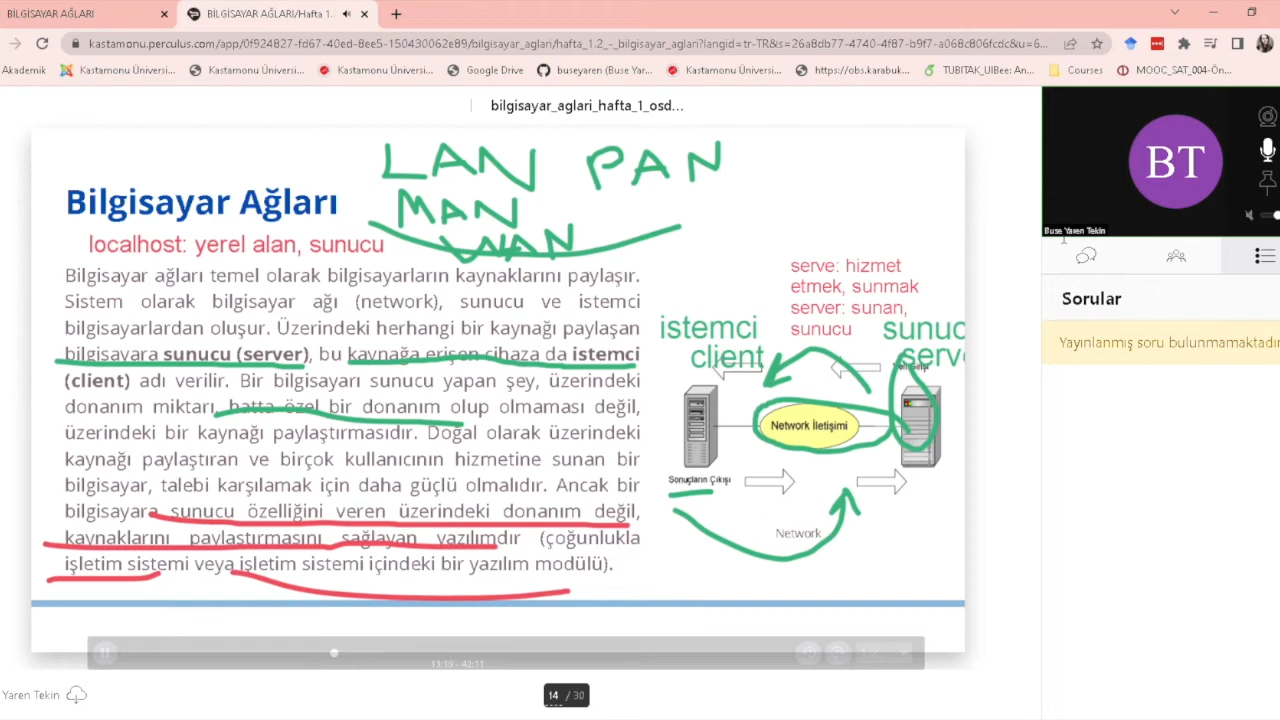 BİLGİSAYAR AĞLARI
BİLGİSAYAR AĞLARI/Hafta 1.
kastamonu.perculus.com/app/0f924827-fd67-40ed-8ee5-1504300620f9/bilgisayar_aglari/hafta_1.2_-_bilgisayar_aglari?langid=tr-TR&s=26a8db77-4740-4f87-b9f7-a068c806fcdc&u=6...
Akademik
Kastamonu Üniversi...
Kastamonu Üniversi...
Kastamonu Üniversi...
Google Drive
buseyaren (Buse Yar...
Kastamonu Üniversi...
https://obs.karabuk...
TUBITAK_UIBee: An...
Courses
MOOC_SAT_004-Ön...
bilgisayar_aglari_hafta_1_osd...
LAN PAN
MAN
WAN
Bilgisayar Ağları
localhost: yerel alan, sunucu
Bilgisayar ağları temel olarak bilgisayarların kaynaklarını paylaşır.
Sistem olarak bilgisayar ağı (network), sunucu ve istemci
bilgisayarlardan oluşur. Üzerindeki herhangi bir kaynağı paylaşan
bilgisayara sunucu (server), bu kaynağa erişen cihaza da istemci
(client) adı verilir. Bir bilgisayarı sunucu yapan şey, üzerindeki
donanım miktarı, hatta özel bir donanım olup olmaması değil,
üzerindeki bir kaynağı paylaştırmasıdır. Doğal olarak üzerindeki
kaynağı paylaştıran ve birçok kullanıcının hizmetine sunan bir
bilgisayar, talebi karşılamak için daha güçlü olmalıdır. Ancak bir
bilgisayara sunucu özelliğini veren üzerindeki donanım değil,
kaynaklarını paylaştırmasını sağlayan yazılımdır (çoğunlukla
işletim sistemi veya işletim sistemi içindeki bir yazılım modülü).
serve: hizmet
etmek, sunmak
server: sunan,
sunucu
istemci
client
sunuc
serve
Network İletişimi
Sonuçların Çıkışı
Network
13:19 - 42:11
Yaren Tekin
14 / 30
BT
Buse Yaren Tekin
Sorular
Yayınlanmış soru bulunmamaktadır